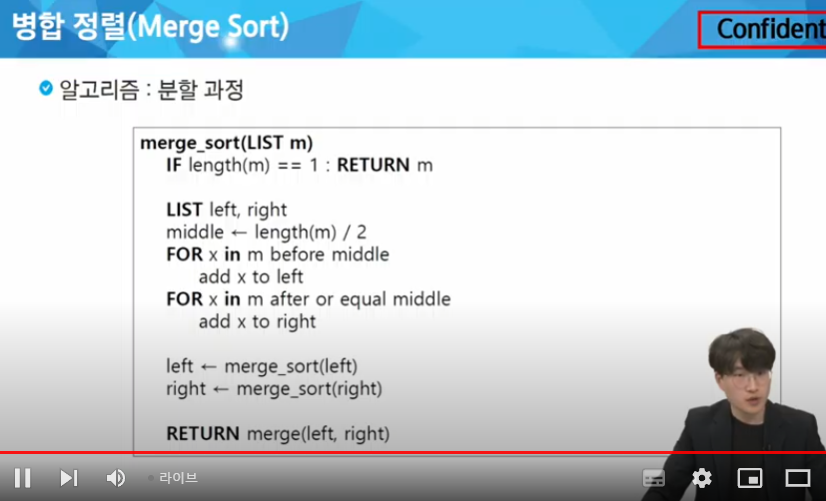 병합 정렬(Merge Sort)
Confident
알고리즘 : 분할 과정
merge_sort(LIST m)
IF length(m) == 1 : RETURN m
LIST left, right
middle ← length(m) / 2
FOR x in m before middle
add x to left
FOR x in m after or equal middle
add x to right
left ← merge_sort(left)
right ← merge_sort(right)
RETURN merge(left, right)
라이브